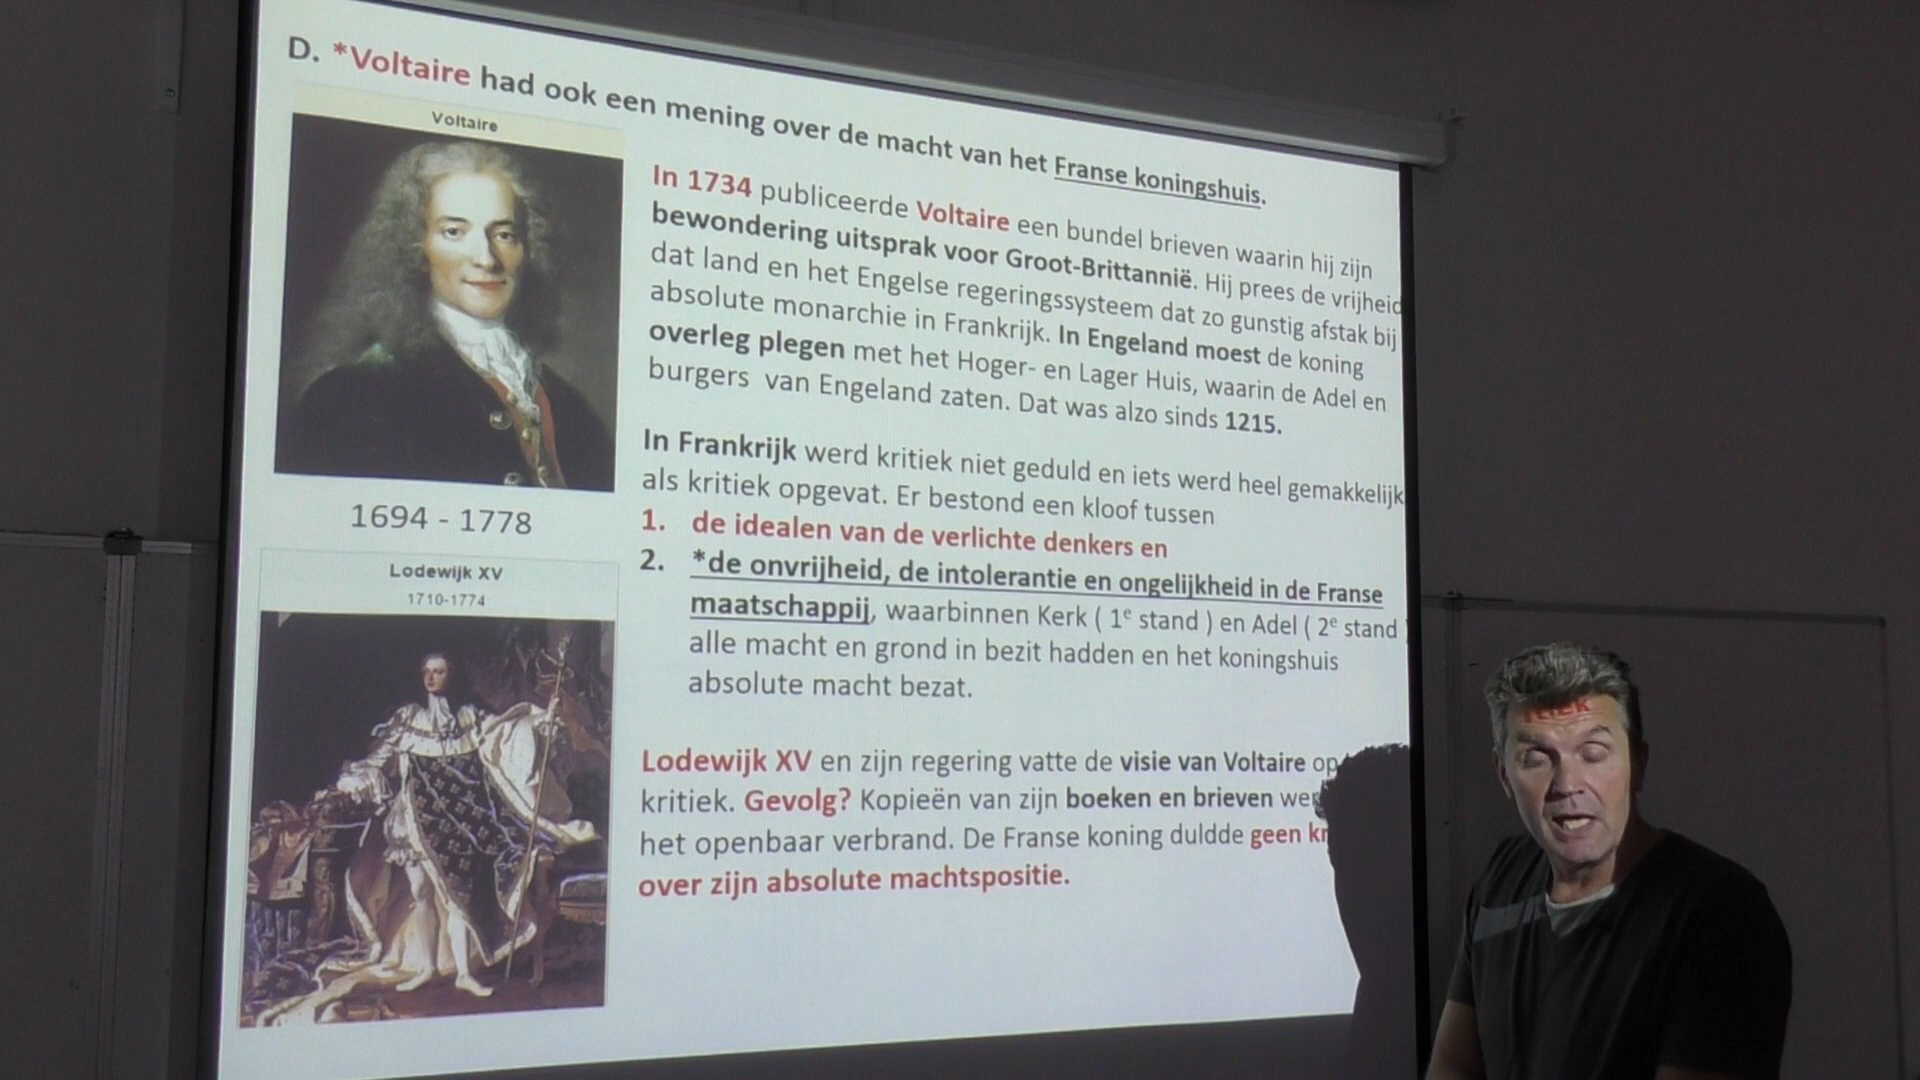 D. *Voltaire had ook een mening over de macht van het Franse koningshuis.
Voltaire
1694 - 1778
Lodewijk XV
1710-1774
In 1734 publiceerde Voltaire een bundel brieven waarin hij zijn
bewondering uitsprak voor Groot-Brittannië. Hij prees de vrijheid
dat land en het Engelse regeringssysteem dat zo gunstig afstak bij
absolute monarchie in Frankrijk. In Engeland moest de koning
overleg plegen met het Hoger- en Lager Huis, waarin de Adel en
burgers van Engeland zaten. Dat was alzo sinds 1215.
In Frankrijk werd kritiek niet geduld en iets werd heel gemakkelijk
als kritiek opgevat. Er bestond een kloof tussen
1. de idealen van de verlichte denkers en
2. *de onvrijheid, de intolerantie en ongelijkheid in de Franse
maatschappij, waarbinnen Kerk ( 1e stand ) en Adel ( 2e stand )
alle macht en grond in bezit hadden en het koningshuis
absolute macht bezat.
Lodewijk XV en zijn regering vatte de visie van Voltaire op
kritiek. Gevolg? Kopieën van zijn boeken en brieven
het openbaar verbrand. De Franse koning duldde geen
over zijn absolute machtspositie.